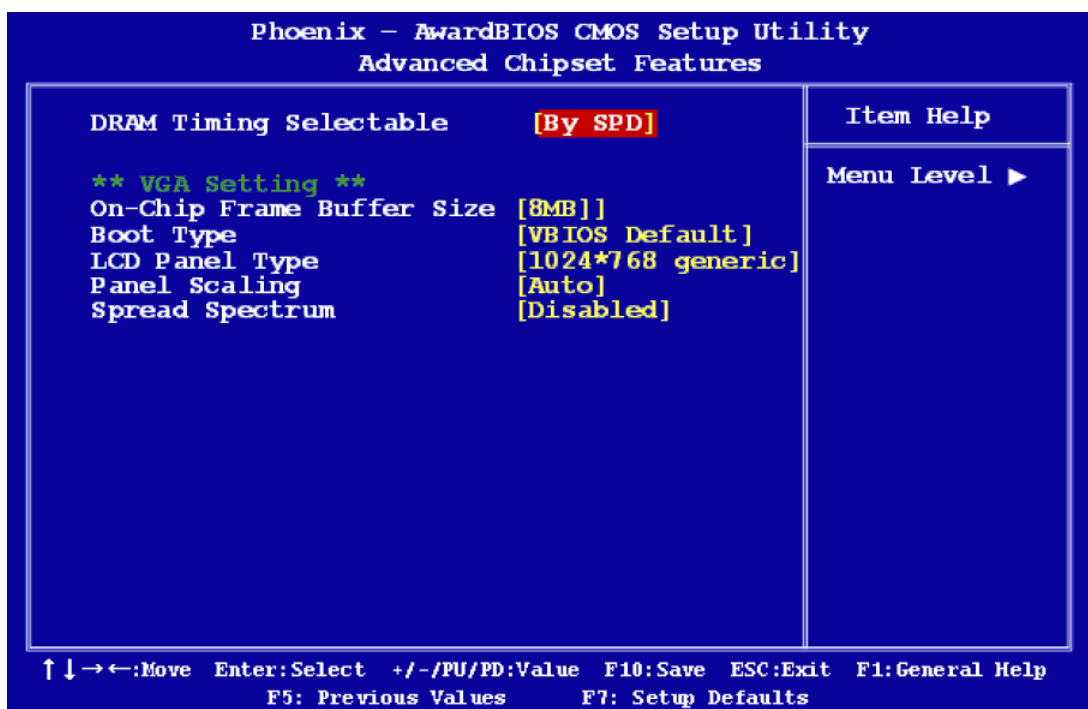 Phoenix – AwardBIOS CMOS Setup Utility
Advanced Chipset Features
DRAM Timing Selectable [By SPD]
Item Help
** VGA Setting **
Menu Level ▶
On-Chip Frame Buffer Size [8MB]]
Boot Type [VBIOS Default]
LCD Panel Type [1024*768 generic]
Panel Scaling [Auto]
Spread Spectrum [Disabled]
↑↓→←:Move Enter:Select +/-/PU/PD:Value F10:Save ESC:Exit F1:General Help
F5: Previous Values F7: Setup Defaults